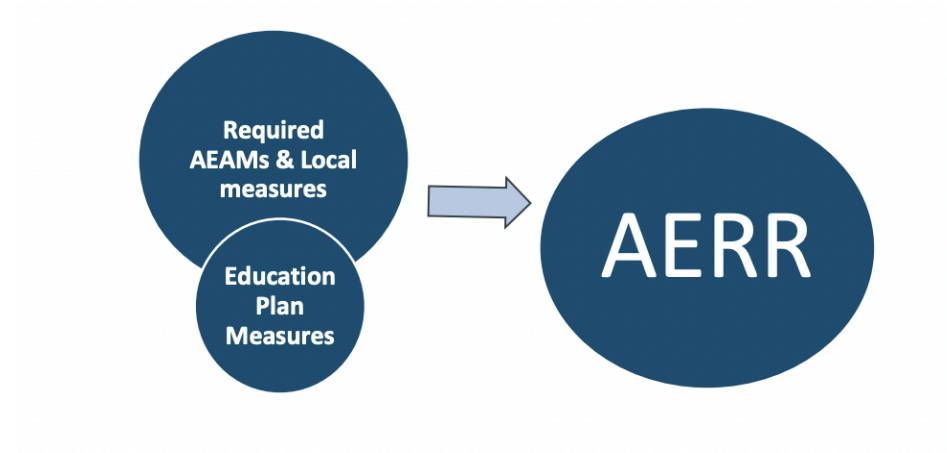 Required
AEAMs & Local
measures
Education
Plan
Measures
AERR